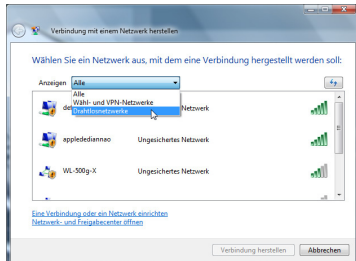 Verbindung mit einem Netzwerk herstellen
Wählen Sie ein Netzwerk aus, mit dem eine Verbindung hergestellt werden soll:
Anzeigen Alle
Alle
Wähl- und VPN-Netzwerke
Drahtlosnetzwerke
de Netzwerk
appledediannao Ungesichertes Netzwerk
WL-500g-X Ungesichertes Netzwerk
Eine Verbindung oder ein Netzwerk einrichten
Netzwerk- und Freigabecenter öffnen
Verbindung herstellen Abbrechen